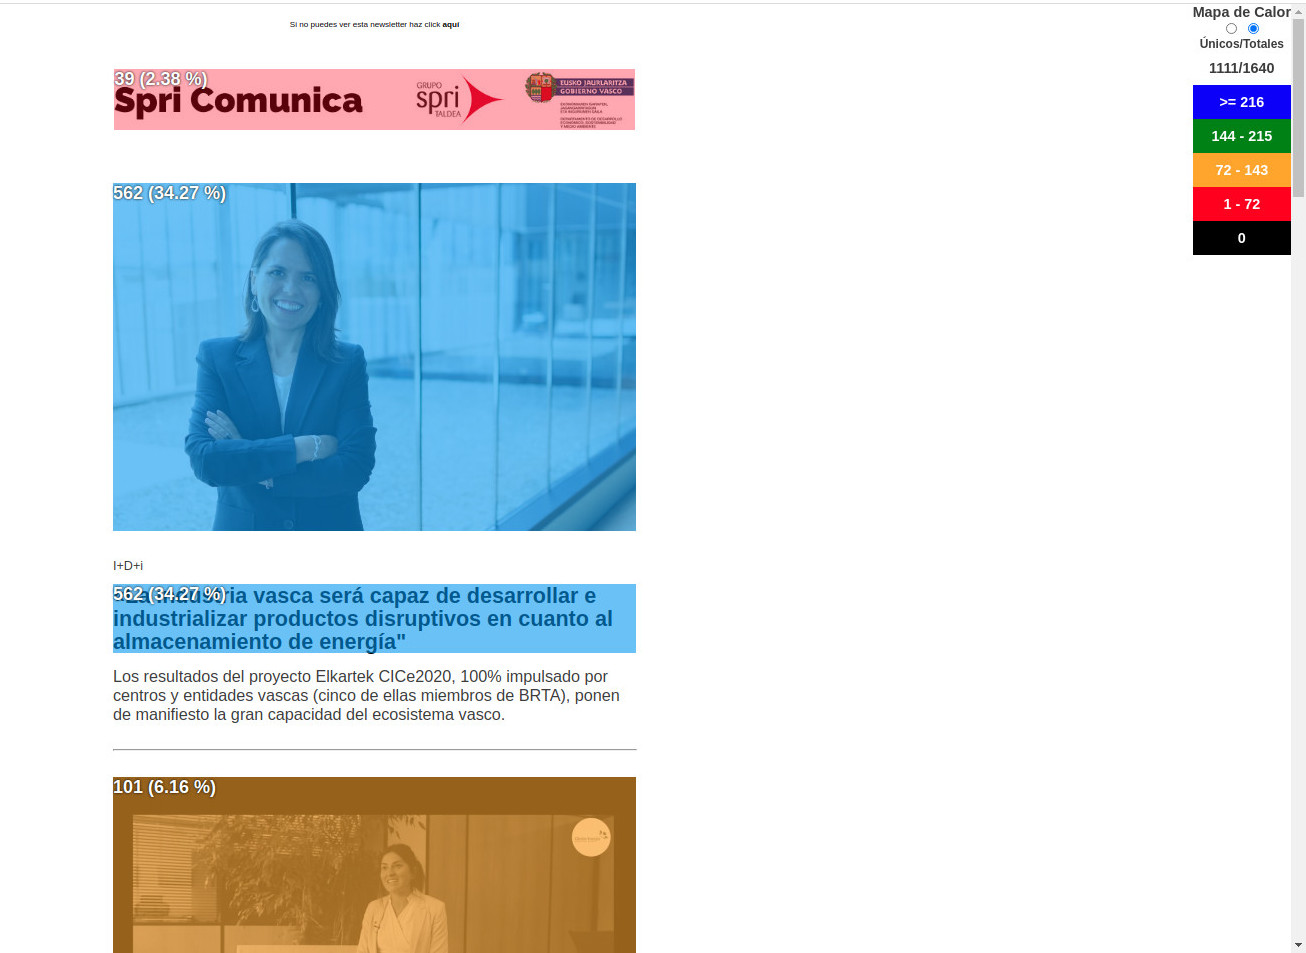 Si no puedes ver esta newsletter haz click aquí
Mapa de Calor
Únicos/Totales
1111/1640
>= 216
144 - 215
72 - 143
1 - 72
0
39 (2.38 %)
Spri Comunica
GRUPO
spri
TALDEA
EUSKO JAURLARITZA
GOBIERNO VASCO
562 (34.27 %)
I+D+i
562 (34.27 %)
industria vasca será capaz de desarrollar e
industrializar productos disruptivos en cuanto al
almacenamiento de energía"
Los resultados del proyecto Elkartek CICe2020, 100% impulsado por
centros y entidades vascas (cinco de ellas miembros de BRTA), ponen
de manifiesto la gran capacidad del ecosistema vasco.
101 (6.16 %)